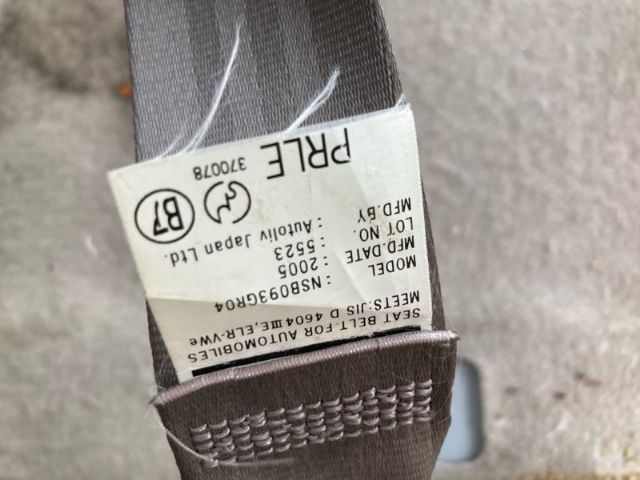 SEAT BELT FOR AUTOMOBILES
MEETS:JIS D 4604 ⅢE,ELR-VWe
MODEL : NSB093GR04
MFD.DATE : 2005
LOT NO. : 5523
MFD.BY : Autoliv Japan Ltd.
B7
PRLE 370078